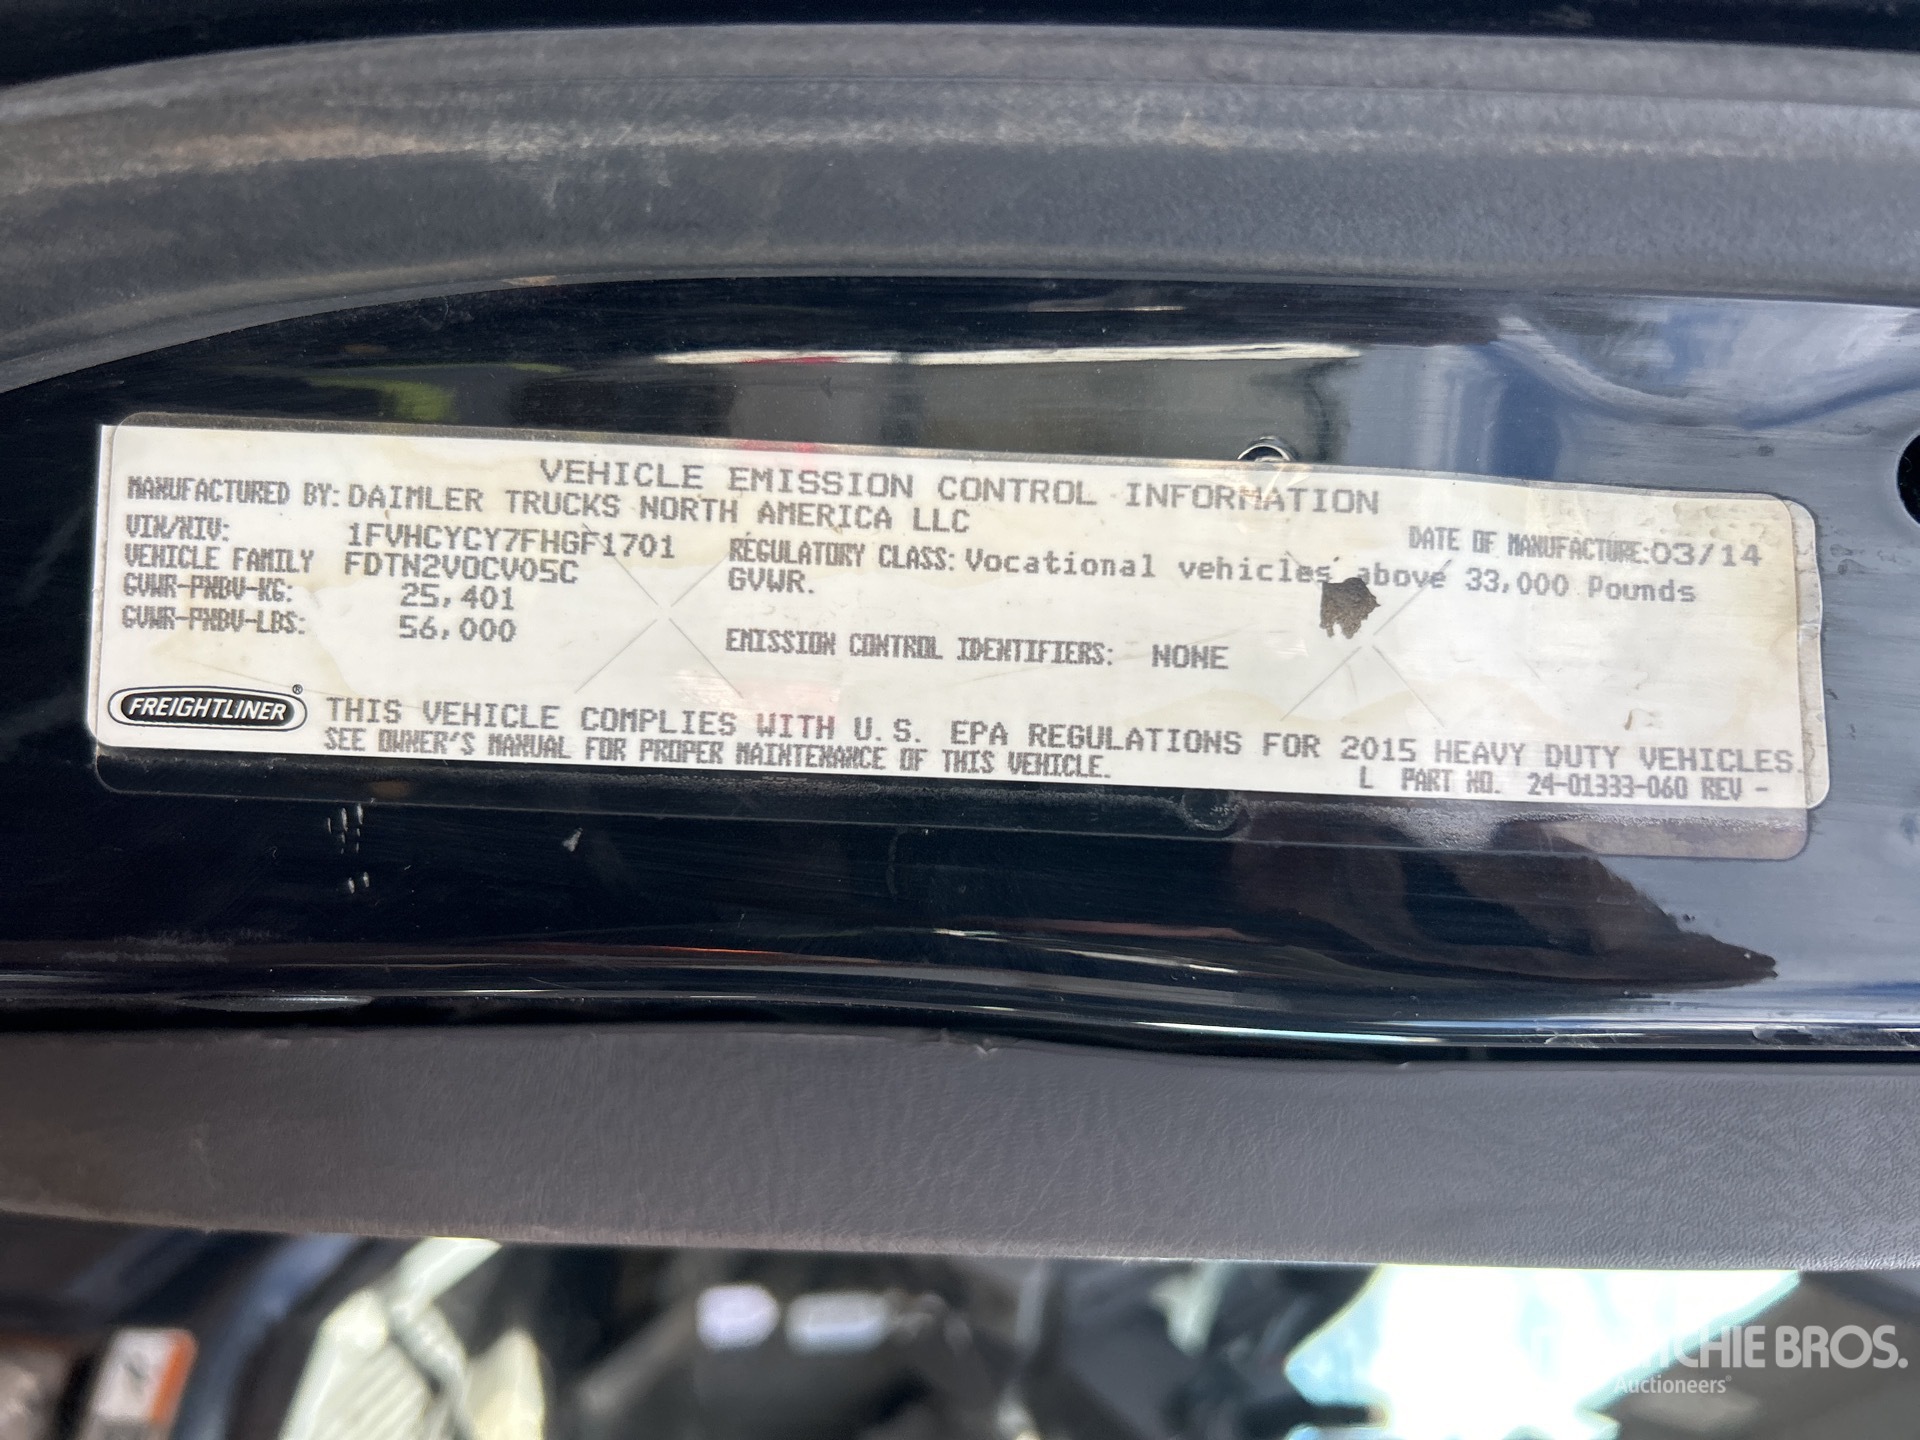 VEHICLE EMISSION CONTROL INFORMATION
MANUFACTURED BY: DAIMLER TRUCKS NORTH AMERICA LLC
VIN/NIV: 1FVHCYCY7FHGF1701
DATE OF MANUFACTURE: 03/14
VEHICLE FAMILY FDTN2VOCV05C
REGULATORY CLASS: Vocational vehicles above 33,000 Pounds
GVWR.
GVWR-PNBV-KG: 25,401
GVWR-PNBV-LBS: 56,000
EMISSION CONTROL IDENTIFIERS: NONE
FREIGHTLINER®
THIS VEHICLE COMPLIES WITH U.S. EPA REGULATIONS FOR 2015 HEAVY DUTY VEHICLES.
SEE OWNER'S MANUAL FOR PROPER MAINTENANCE OF THIS VEHICLE.
L PART NO. 24-01333-060 REV -
RITCHIE BROS.
Auctioneers®